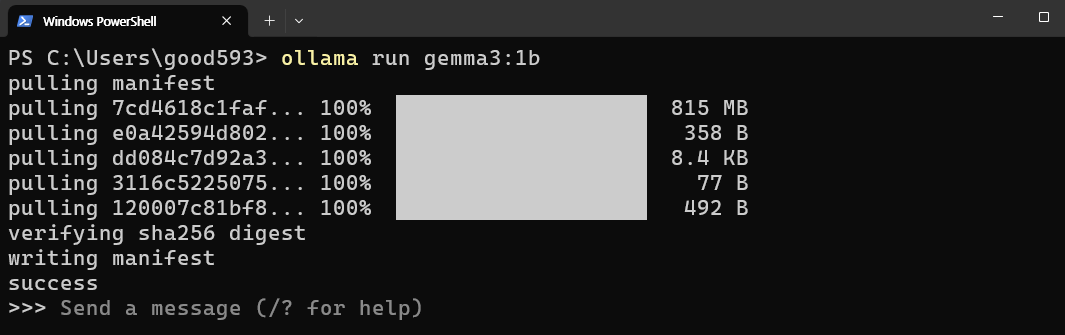 Windows PowerShell
PS C:\Users\good593> ollama run gemma3:1b
pulling manifest
pulling 7cd4618c1faf... 100% 815 MB
pulling e0a42594d802... 100% 358 B
pulling dd084c7d92a3... 100% 8.4 KB
pulling 3116c5225075... 100% 77 B
pulling 120007c81bf8... 100% 492 B
verifying sha256 digest
writing manifest
success
>>> Send a message (/? for help)